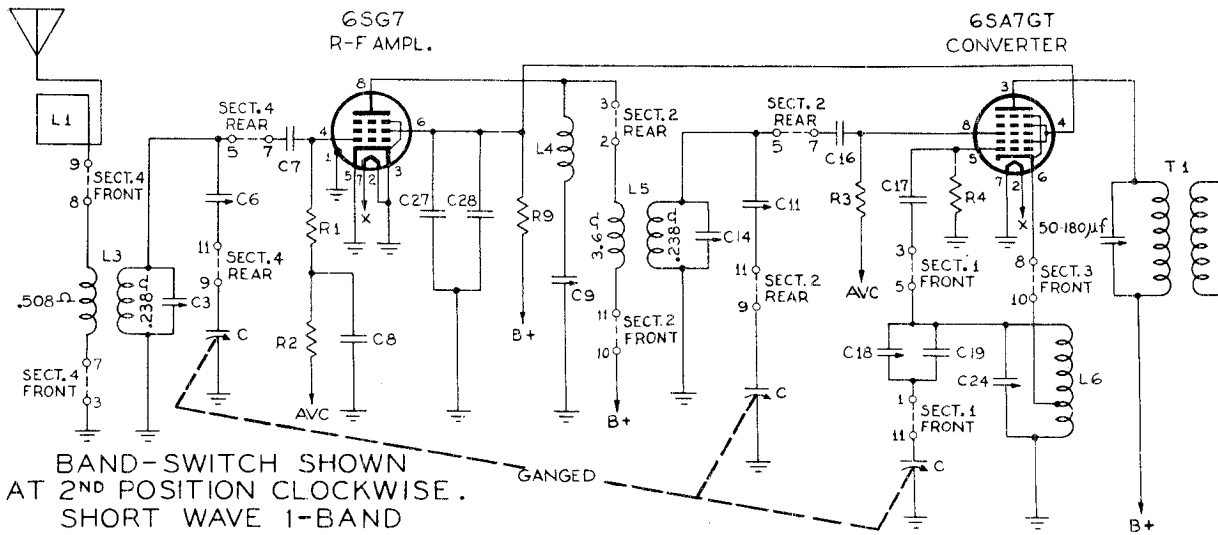 6SG7
R-F AMPL.
6SA7GT
CONVERTER
L1
9
SECT. 4
FRONT
8
L3
.508Ω
.238Ω
C3
7
SECT. 4
FRONT
3
SECT. 4
REAR
5
7
C7
C6
11
SECT. 4
REAR
9
C
R1
R2
C8
AVC
8
4
6
1
5
7
2
3
X
C27
C28
R9
B+
L4
C9
3
SECT. 2
REAR
2
L5
3.6Ω
.238Ω
C14
11
SECT. 2
FRONT
10
B+
SECT. 2
REAR
5
7
C16
C11
11
SECT. 2
REAR
9
C
R3
AVC
C17
R4
3
SECT. 1
FRONT
5
C18
C19
C24
L6
1
SECT. 1
FRONT
11
C
3
8
5
4
7
2
6
X
8
SECT. 3
FRONT
10
50-180μf
T1
B+
GANGED
BAND-SWITCH SHOWN
AT 2ND POSITION CLOCKWISE.
SHORT WAVE 1-BAND